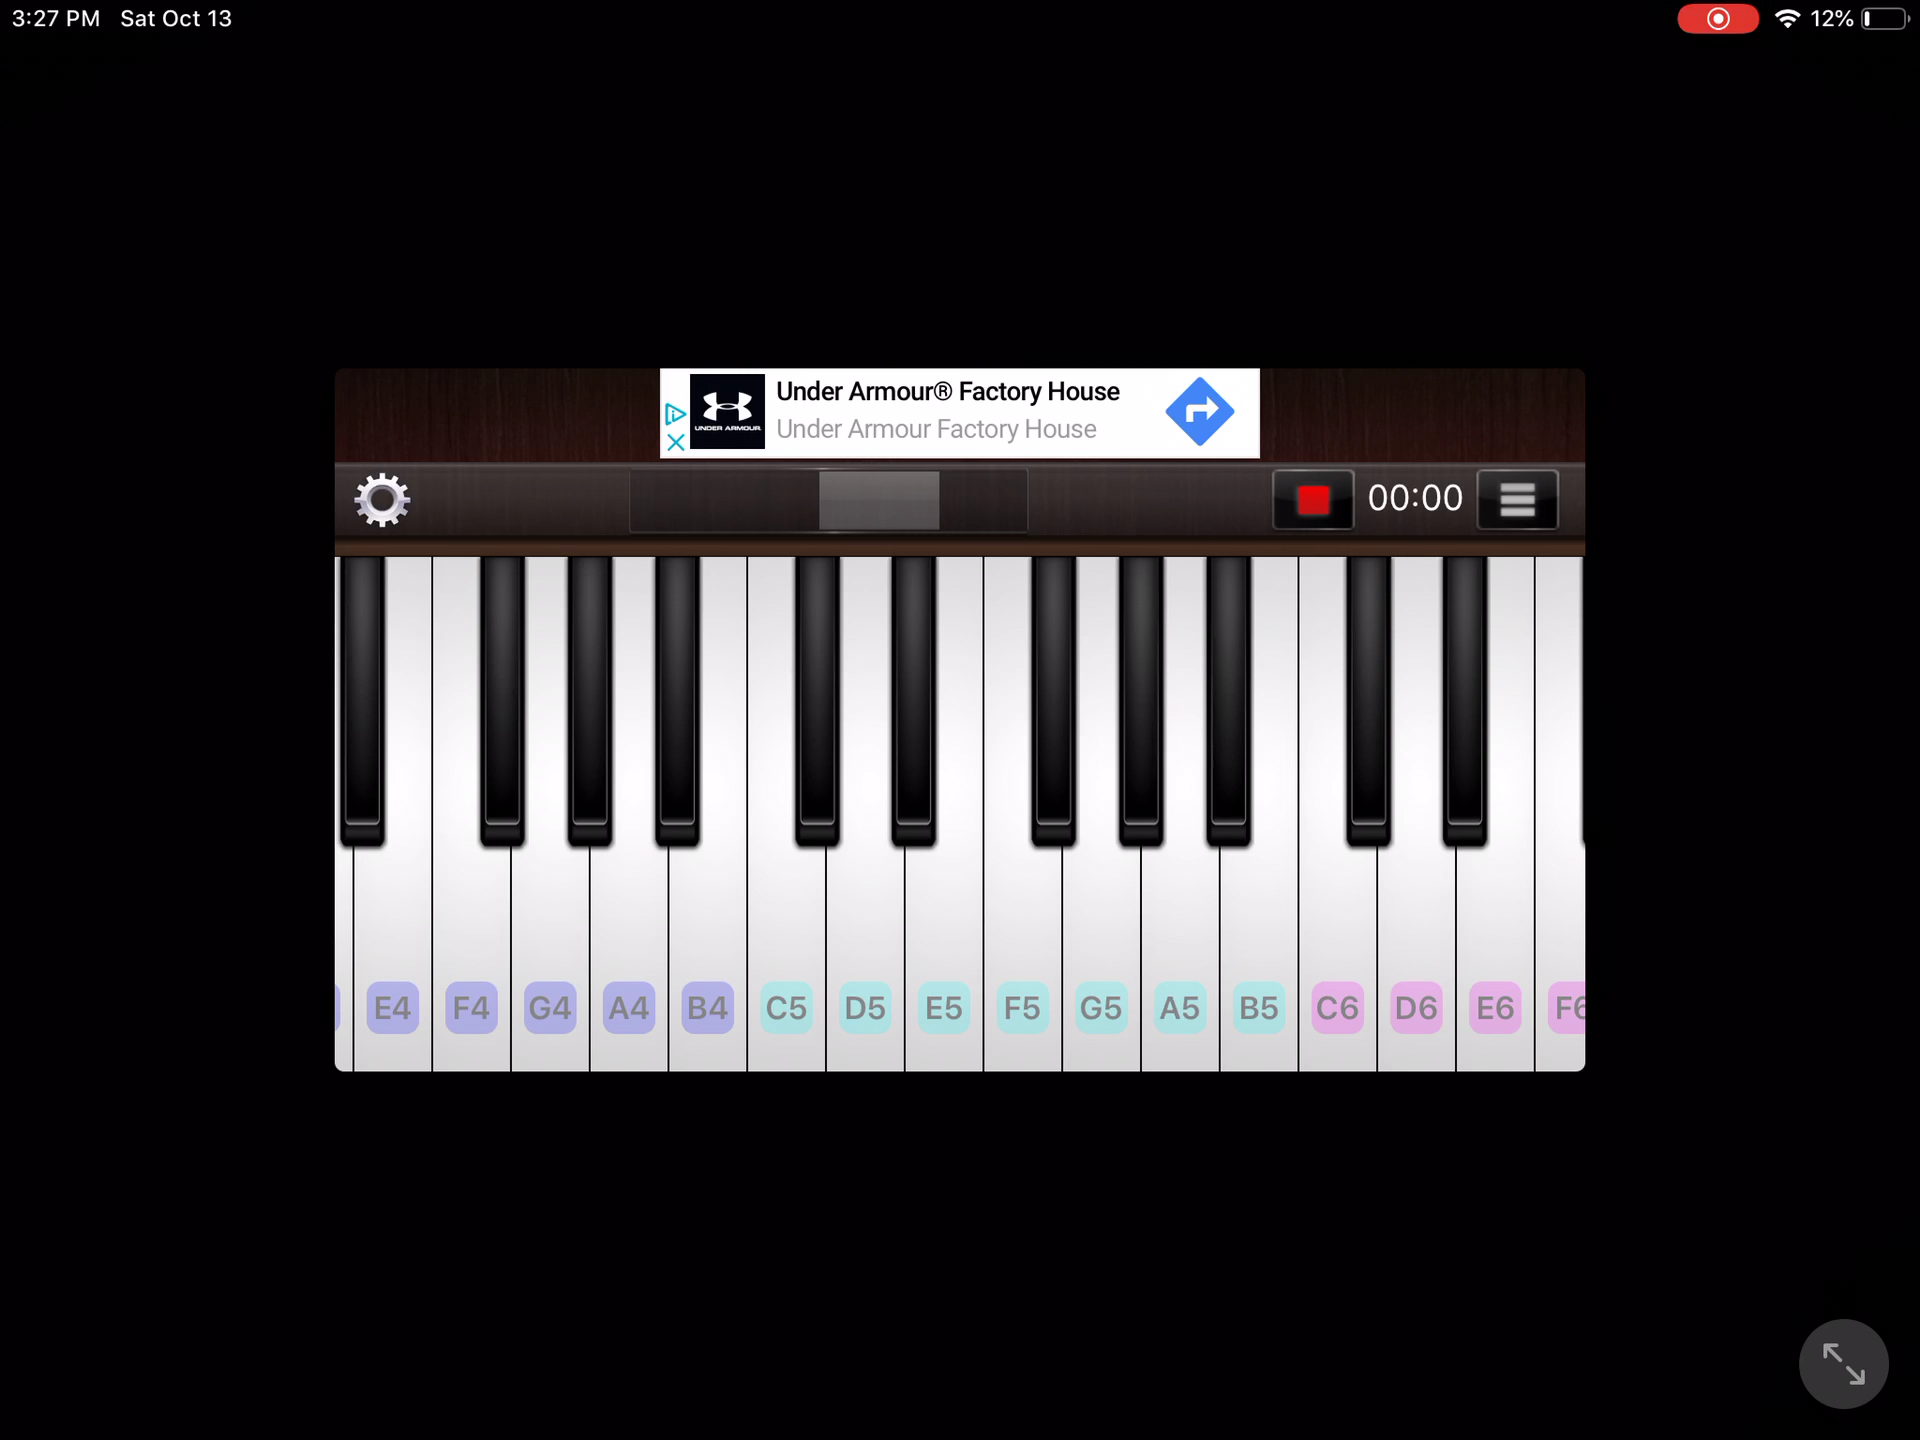 3:27 PM Sat Oct 13
12%
Under Armour® Factory House
Under Armour Factory House
UNDER ARMOUR
00:00
E4 F4 G4 A4 B4 C5 D5 E5 F5 G5 A5 B5 C6 D6 E6 F6